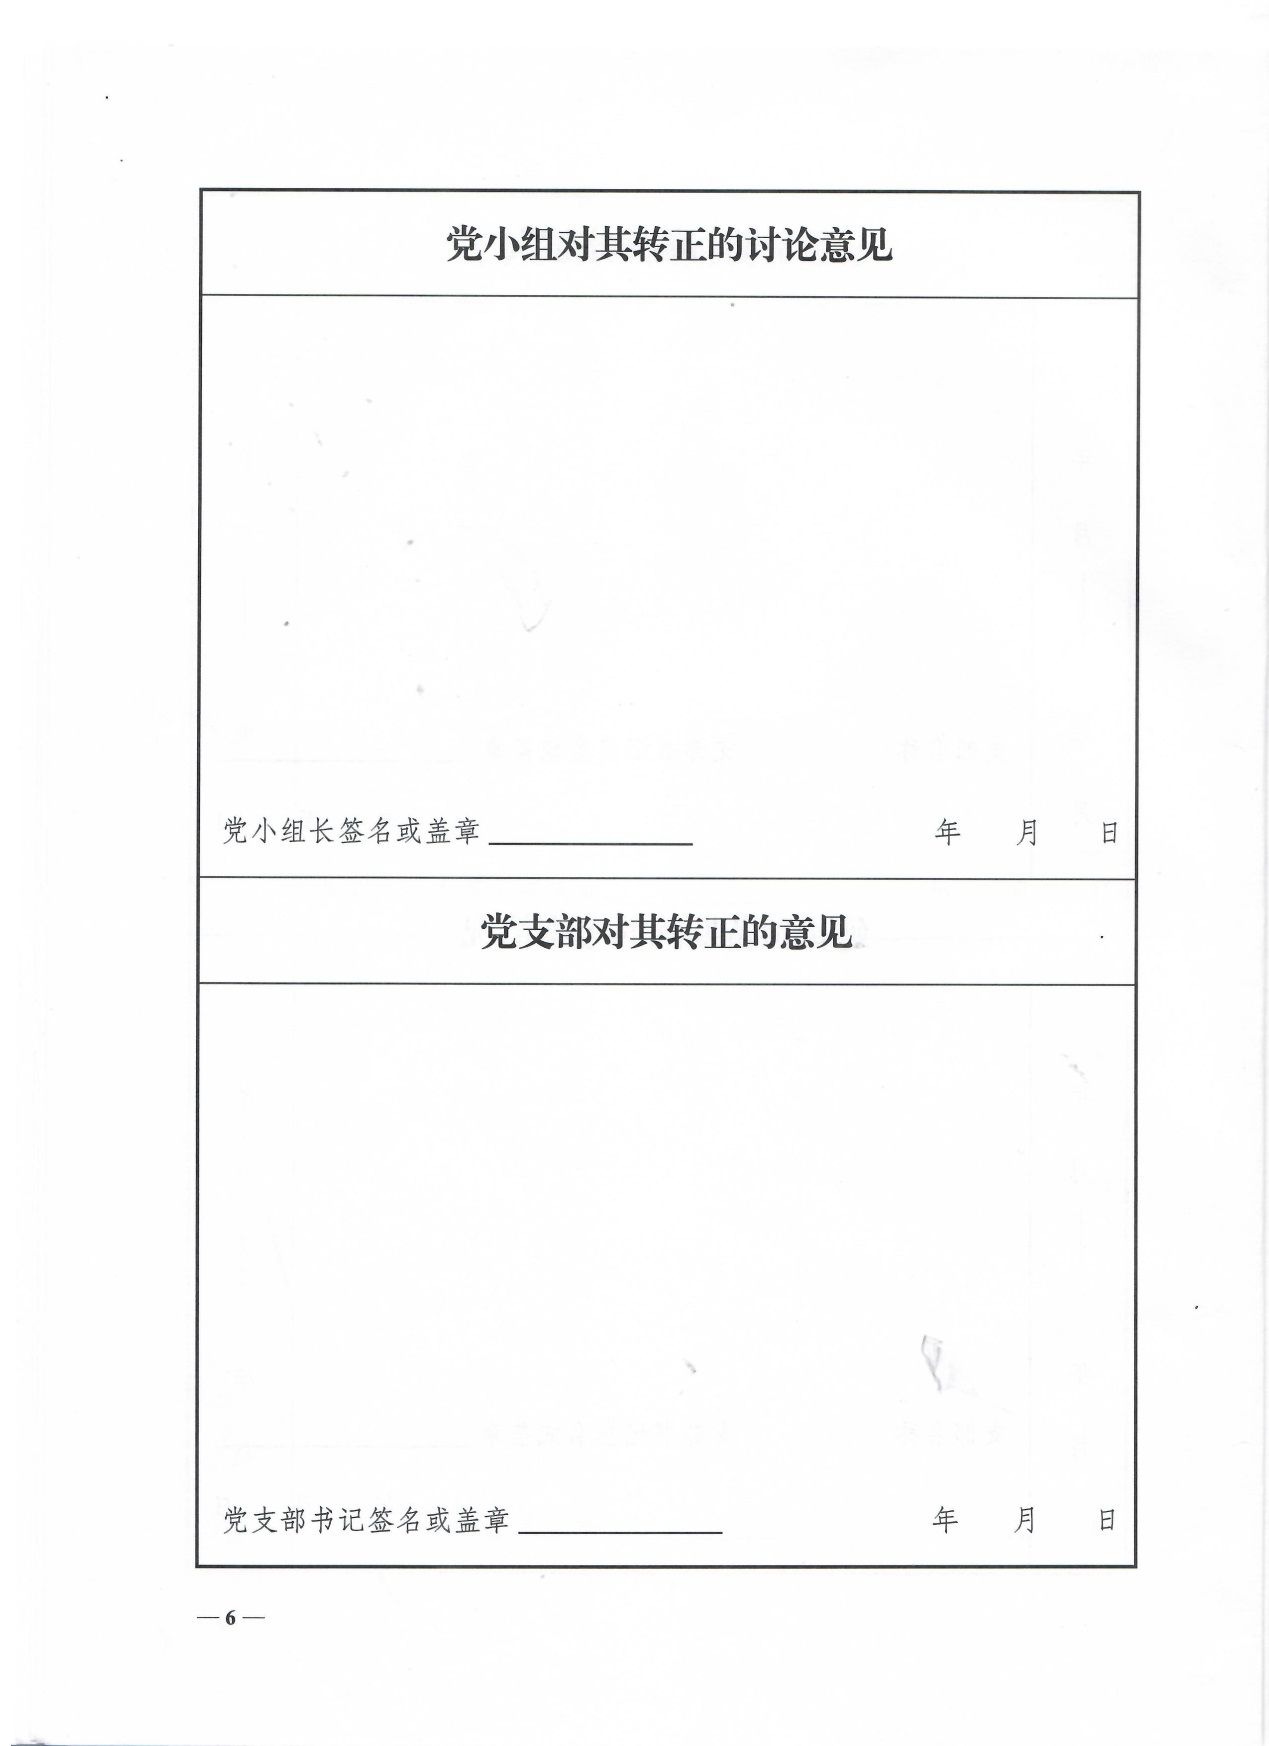 党小组对其转正的讨论意见
党小组长签名或盖章 年 月 日
党支部对其转正的意见
党支部书记签名或盖章 年 月 日
— 6 —